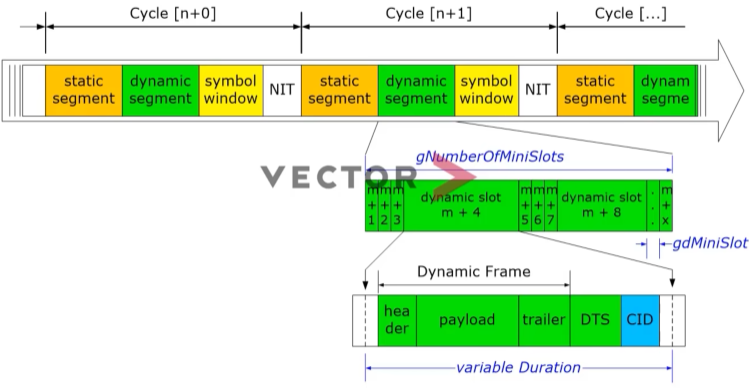 Cycle [n+0] Cycle [n+1] Cycle [...]
static segment
dynamic segment
symbol window
NIT
static segment
dynamic segment
symbol window
NIT
static segment
dynam segme
gNumberOfMiniSlots
VECTOR
m + 1
m + 2
m + 3
dynamic slot
m + 4
m + 5
m + 6
m + 7
dynamic slot
m + 8
. . .
m + x
gdMiniSlot
Dynamic Frame
hea
der
payload
trailer
DTS
CID
variable Duration